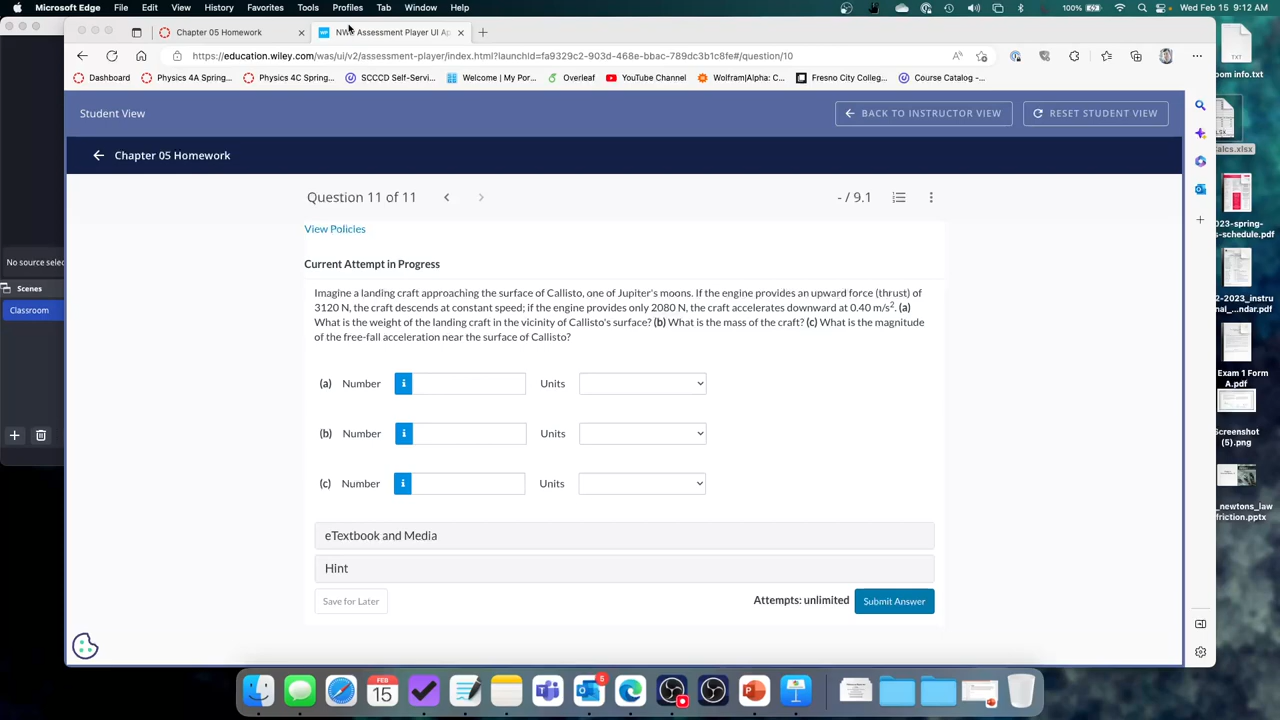 Microsoft Edge File Edit View History Favorites Tools Profiles Tab Window Help Wed Feb 15 9:12 AM
Chapter 11 Homework
NWP Assessment Player UI Ap
https://education.wiley.com/was/ui/v2/assessment-player/index.html?launchId=fa9329c2-903d-468e-bbac-789dc3b1c8fe#/question/10
Dashboard Physics 4A Spring... Physics 4C Spring... SCCCD Self-Servi... Welcome | My Por... Overleaf YouTube Channel Wolfram|Alpha: C... Fresno City Colleg... Course Catalog -...
Student View
BACK TO INSTRUCTOR VIEW
RESET STUDENT VIEW
Chapter 05 Homework
Question 11 of 11
- / 9.1
View Policies
Current Attempt in Progress
Imagine a landing craft approaching the surface of Callisto, one of Jupiter's moons. If the engine provides an upward force (thrust) of
3120 N, the craft descends at constant speed; if the engine provides only 2080 N, the craft accelerates downward at 0.40 m/s². (a)
What is the weight of the landing craft in the vicinity of Callisto's surface? (b) What is the mass of the craft? (c) What is the magnitude
of the free-fall acceleration near the surface of Callisto?
(a) Number i Units
(b) Number i Units
(c) Number i Units
eTextbook and Media
Hint
Save for Later
Attempts: unlimited
Submit Answer
No source selec
Scenes
Classroom
TXT
oom info.txt
XLSX
alcs.xlsx
023-spring-
s-schedule.pdf
2-2023_instru
nal_...ndar.pdf
Exam 1 Form
A.pdf
Screenshot
(5).png
_newtons_law
friction.pptx
FEB
15
5